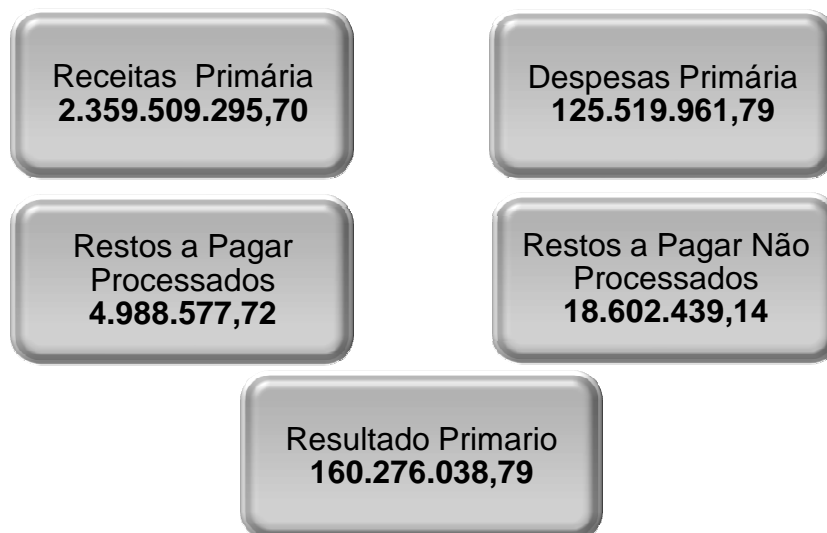 Receitas Primária
2.359.509.295,70
Despesas Primária
125.519.961,79
Restos a Pagar
Processados
4.988.577,72
Restos a Pagar Não
Processados
18.602.439,14
Resultado Primario
160.276.038,79